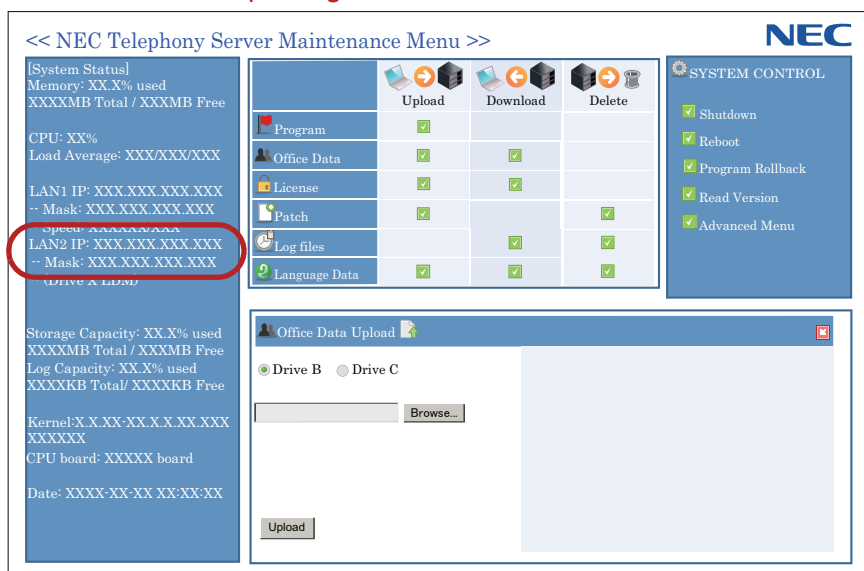 << NEC Telephony Server Maintenance Menu >>
NEC
[System Status]
Memory: XX.X% used
XXXXMB Total / XXXMB Free
CPU: XX%
Load Average: XXX/XXX/XXX
LAN1 IP: XXX.XXX.XXX.XXX
-- Mask: XXX.XXX.XXX.XXX
Speed: XXXXXX/XXX
LAN2 IP: XXX.XXX.XXX.XXX
-- Mask: XXX.XXX.XXX.XXX
-- (Drive X LDM)
Storage Capacity: XX.X% used
XXXXMB Total / XXXMB Free
Log Capacity: XX.X% used
XXXXKB Total/ XXXXKB Free
Kernel:X.X.XX-XX.X.X.XX.XXX
XXXXXX
CPU board: XXXXX board
Date: XXXX-XX-XX XX:XX:XX
Upload Download Delete
Program
Office Data
License
Patch
Log files
Language Data
SYSTEM CONTROL
Shutdown
Reboot
Program Rollback
Read Version
Advanced Menu
Office Data Upload
Drive B Drive C
Browse...
Upload